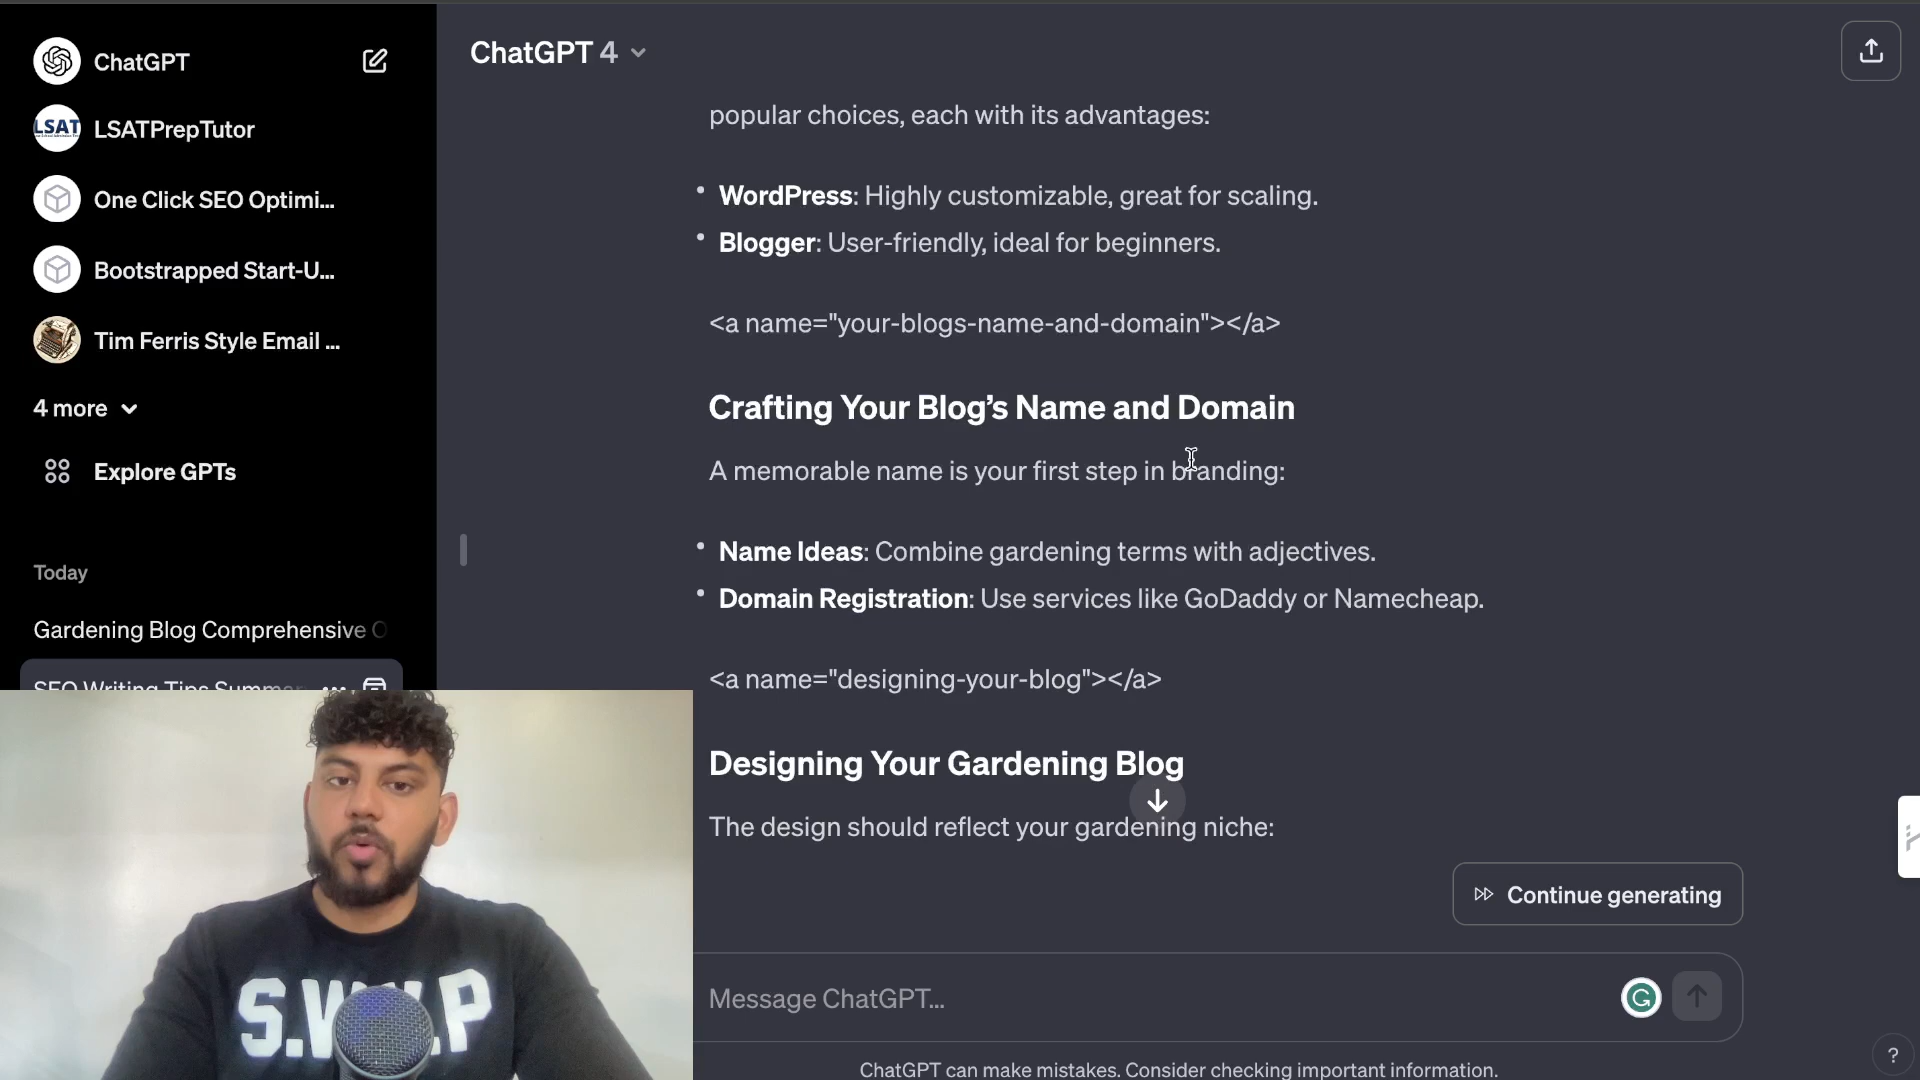 ChatGPT
LSAT
LSATPrepTutor
One Click SEO Optimi...
Bootstrapped Start-U...
Tim Ferris Style Email ...
4 more
Explore GPTs
Today
Gardening Blog Comprehensive O
SEO Writing Tips Summar
ChatGPT 4
popular choices, each with its advantages:
• WordPress: Highly customizable, great for scaling.
• Blogger: User-friendly, ideal for beginners.
<a name="your-blogs-name-and-domain"></a>
Crafting Your Blog’s Name and Domain
A memorable name is your first step in branding:
• Name Ideas: Combine gardening terms with adjectives.
• Domain Registration: Use services like GoDaddy or Namecheap.
<a name="designing-your-blog"></a>
Designing Your Gardening Blog
The design should reflect your gardening niche:
Continue generating
Message ChatGPT...
ChatGPT can make mistakes. Consider checking important information.
?